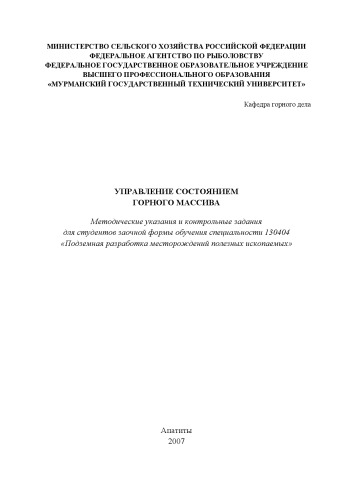 МИНИСТЕРСТВО СЕЛЬСКОГО ХОЗЯЙСТВА РОССИЙСКОЙ ФЕДЕРАЦИИ
ФЕДЕРАЛЬНОЕ АГЕНТСТВО ПО РЫБОЛОВСТВУ
ФЕДЕРАЛЬНОЕ ГОСУДАРСТВЕННОЕ ОБРАЗОВАТЕЛЬНОЕ УЧРЕЖДЕНИЕ
ВЫСШЕГО ПРОФЕССИОНАЛЬНОГО ОБРАЗОВАНИЯ
«МУРМАНСКИЙ ГОСУДАРСТВЕННЫЙ ТЕХНИЧЕСКИЙ УНИВЕРСИТЕТ»
Кафедра горного дела
УПРАВЛЕНИЕ СОСТОЯНИЕМ
ГОРНОГО МАССИВА
Методические указания и контрольные задания
для студентов заочной формы обучения специальности 130404
«Подземная разработка месторождений полезных ископаемых»
Апатиты
2007